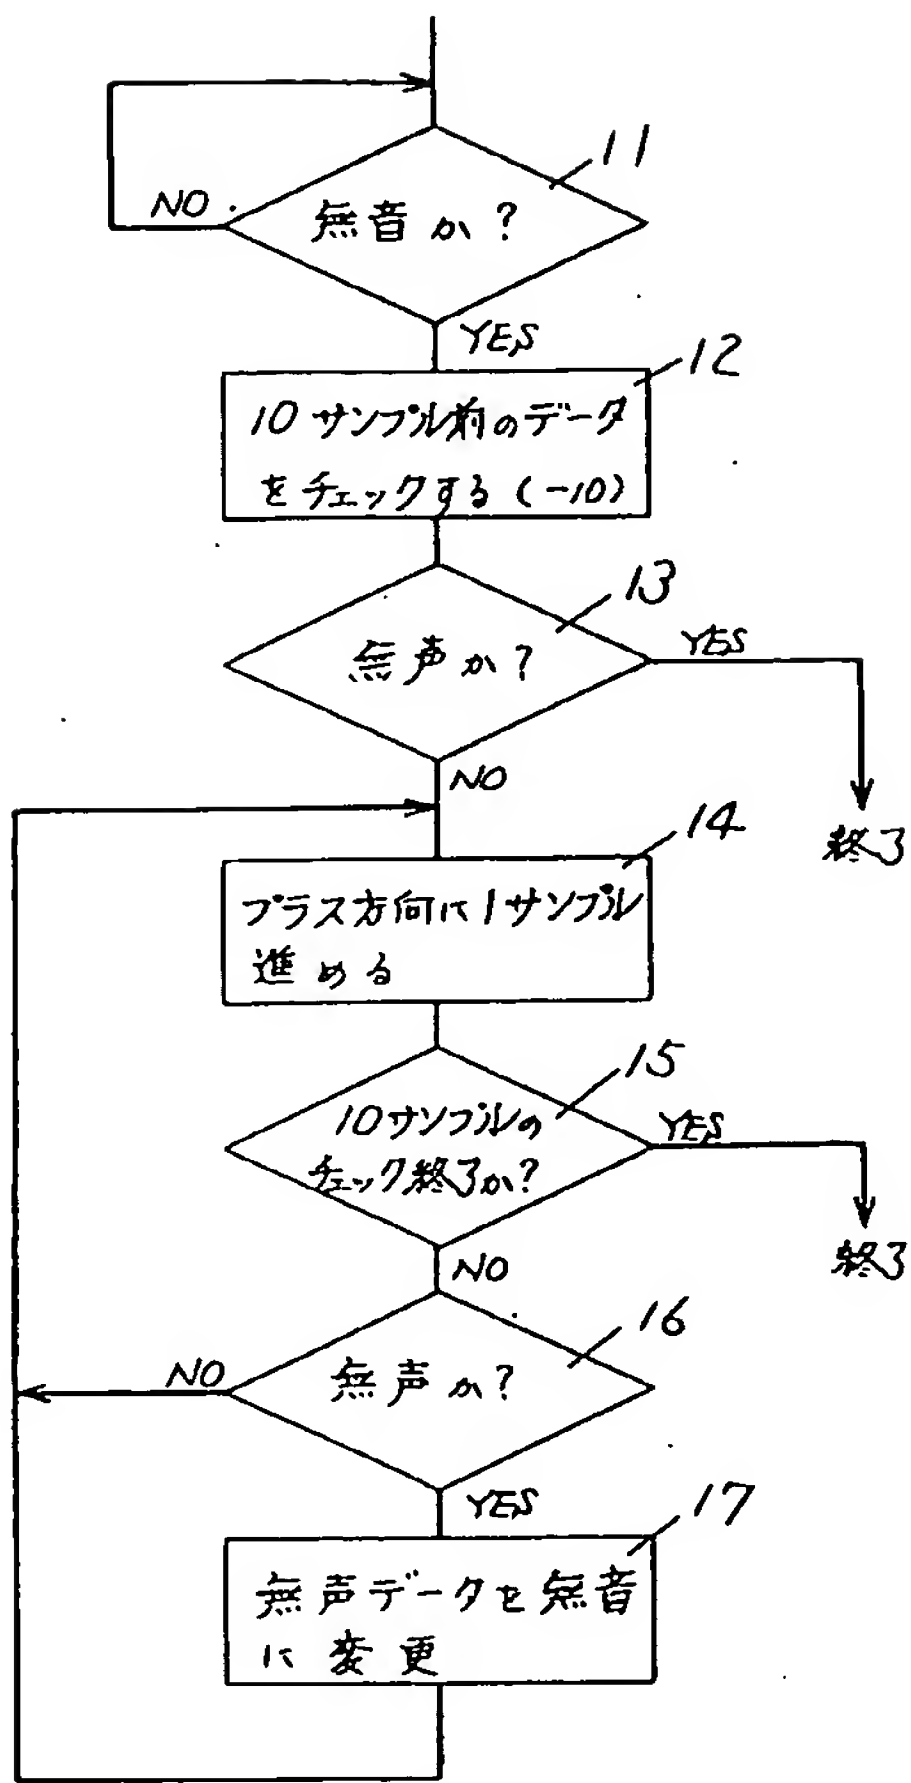 11
NO
無音か?
YES
12
10サンプル前のデータ
をチェックする(-10)
13
無声か?
YES
NO
終了
14
プラス方向に1サンプル
進める
15
10サンプルの
チェック終了か?
YES
NO
終了
16
NO
無声か?
YES
17
無声データを無音
に変更